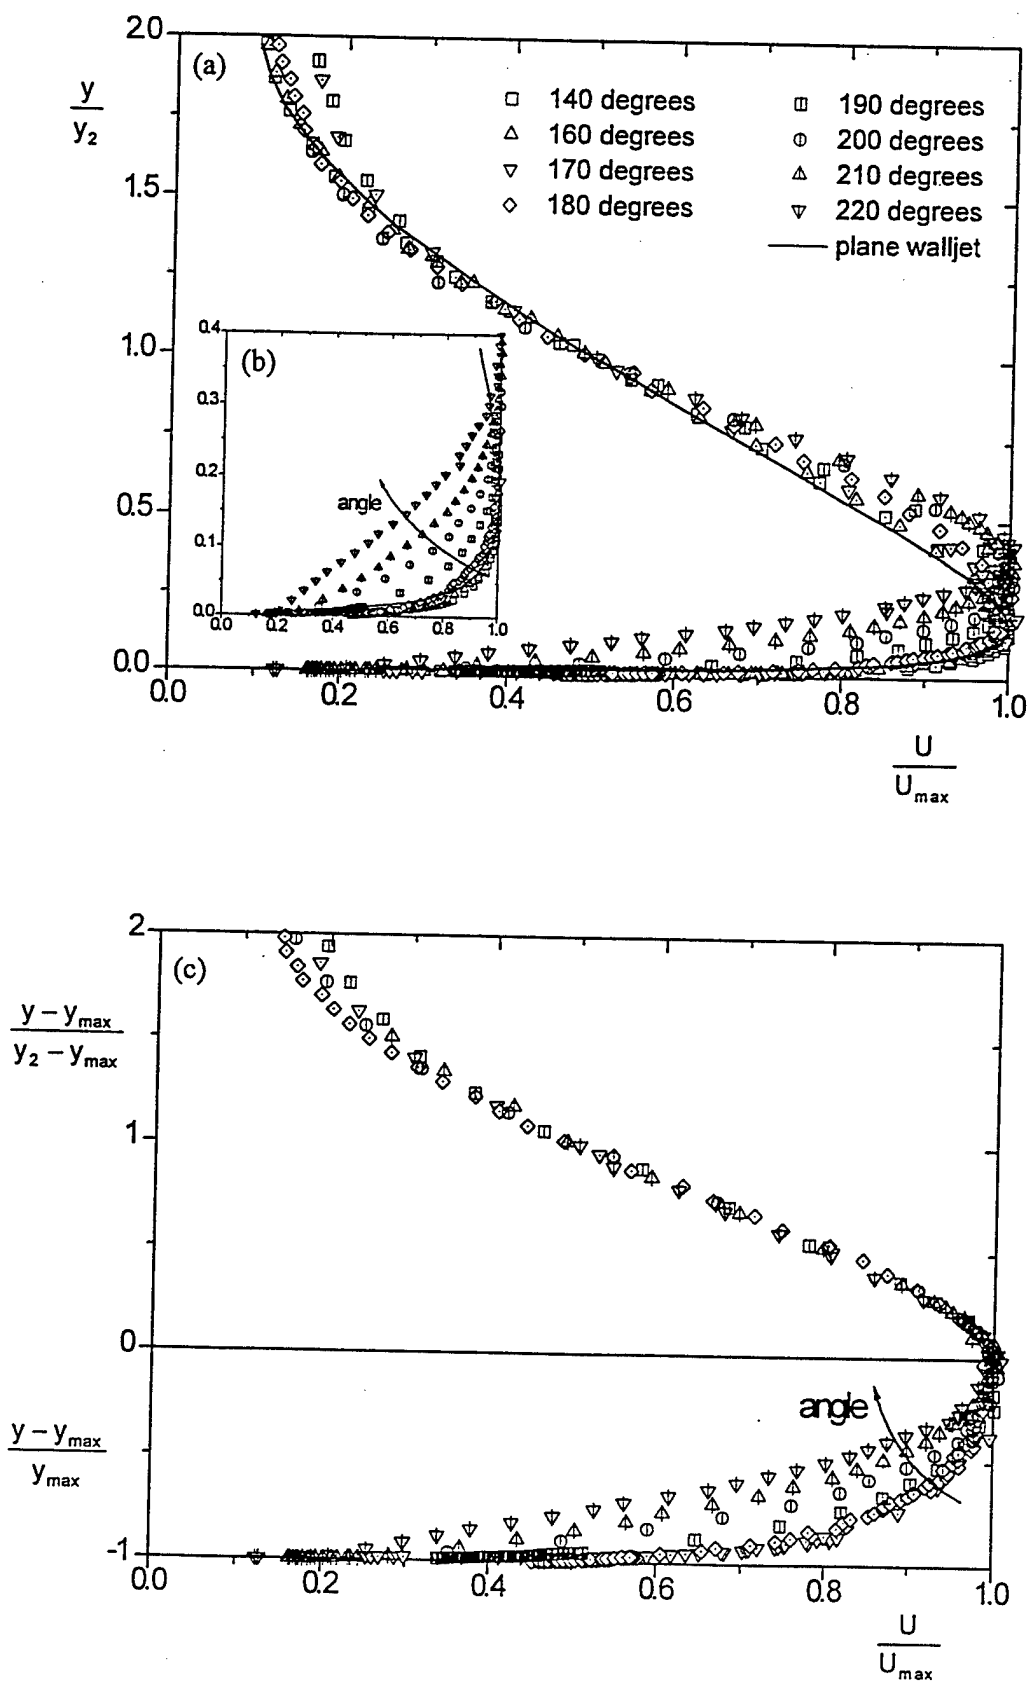 2.0
(a)
y
y2
140 degrees
190 degrees
160 degrees
200 degrees
170 degrees
210 degrees
180 degrees
220 degrees
plane walljet
1.5
1.0
0.5
0.0
0.4
(b)
0.3
0.2
angle
0.1
0.0
0.0 0.2 0.4 0.6 0.8 1.0
0.0 0.2 0.4 0.6 0.8 1.0
U
Umax
2
(c)
y − ymax
y2 − ymax
1
0
angle
y − ymax
ymax
-1
0.0 0.2 0.4 0.6 0.8 1.0
U
Umax